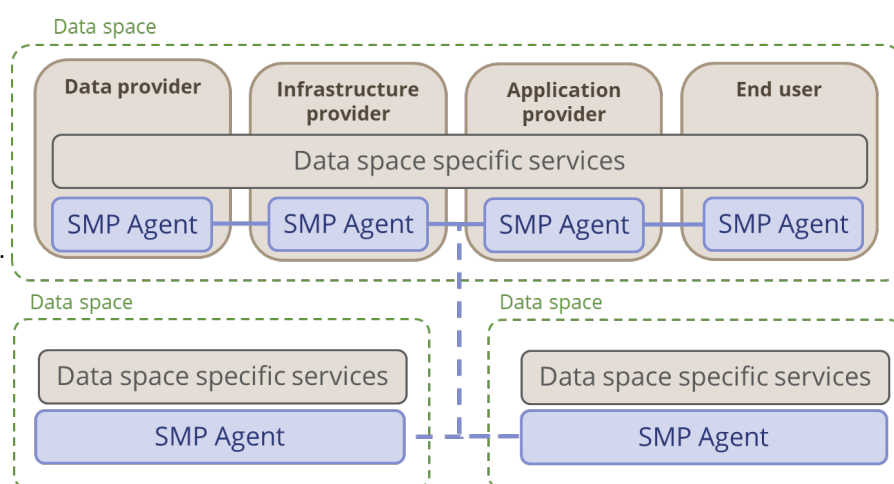 Data space
Data provider
Infrastructure
provider
Application
provider
End user
Data space specific services
SMP Agent
SMP Agent
SMP Agent
SMP Agent
.
Data space
Data space
Data space specific services
Data space specific services
SMP Agent
SMP Agent